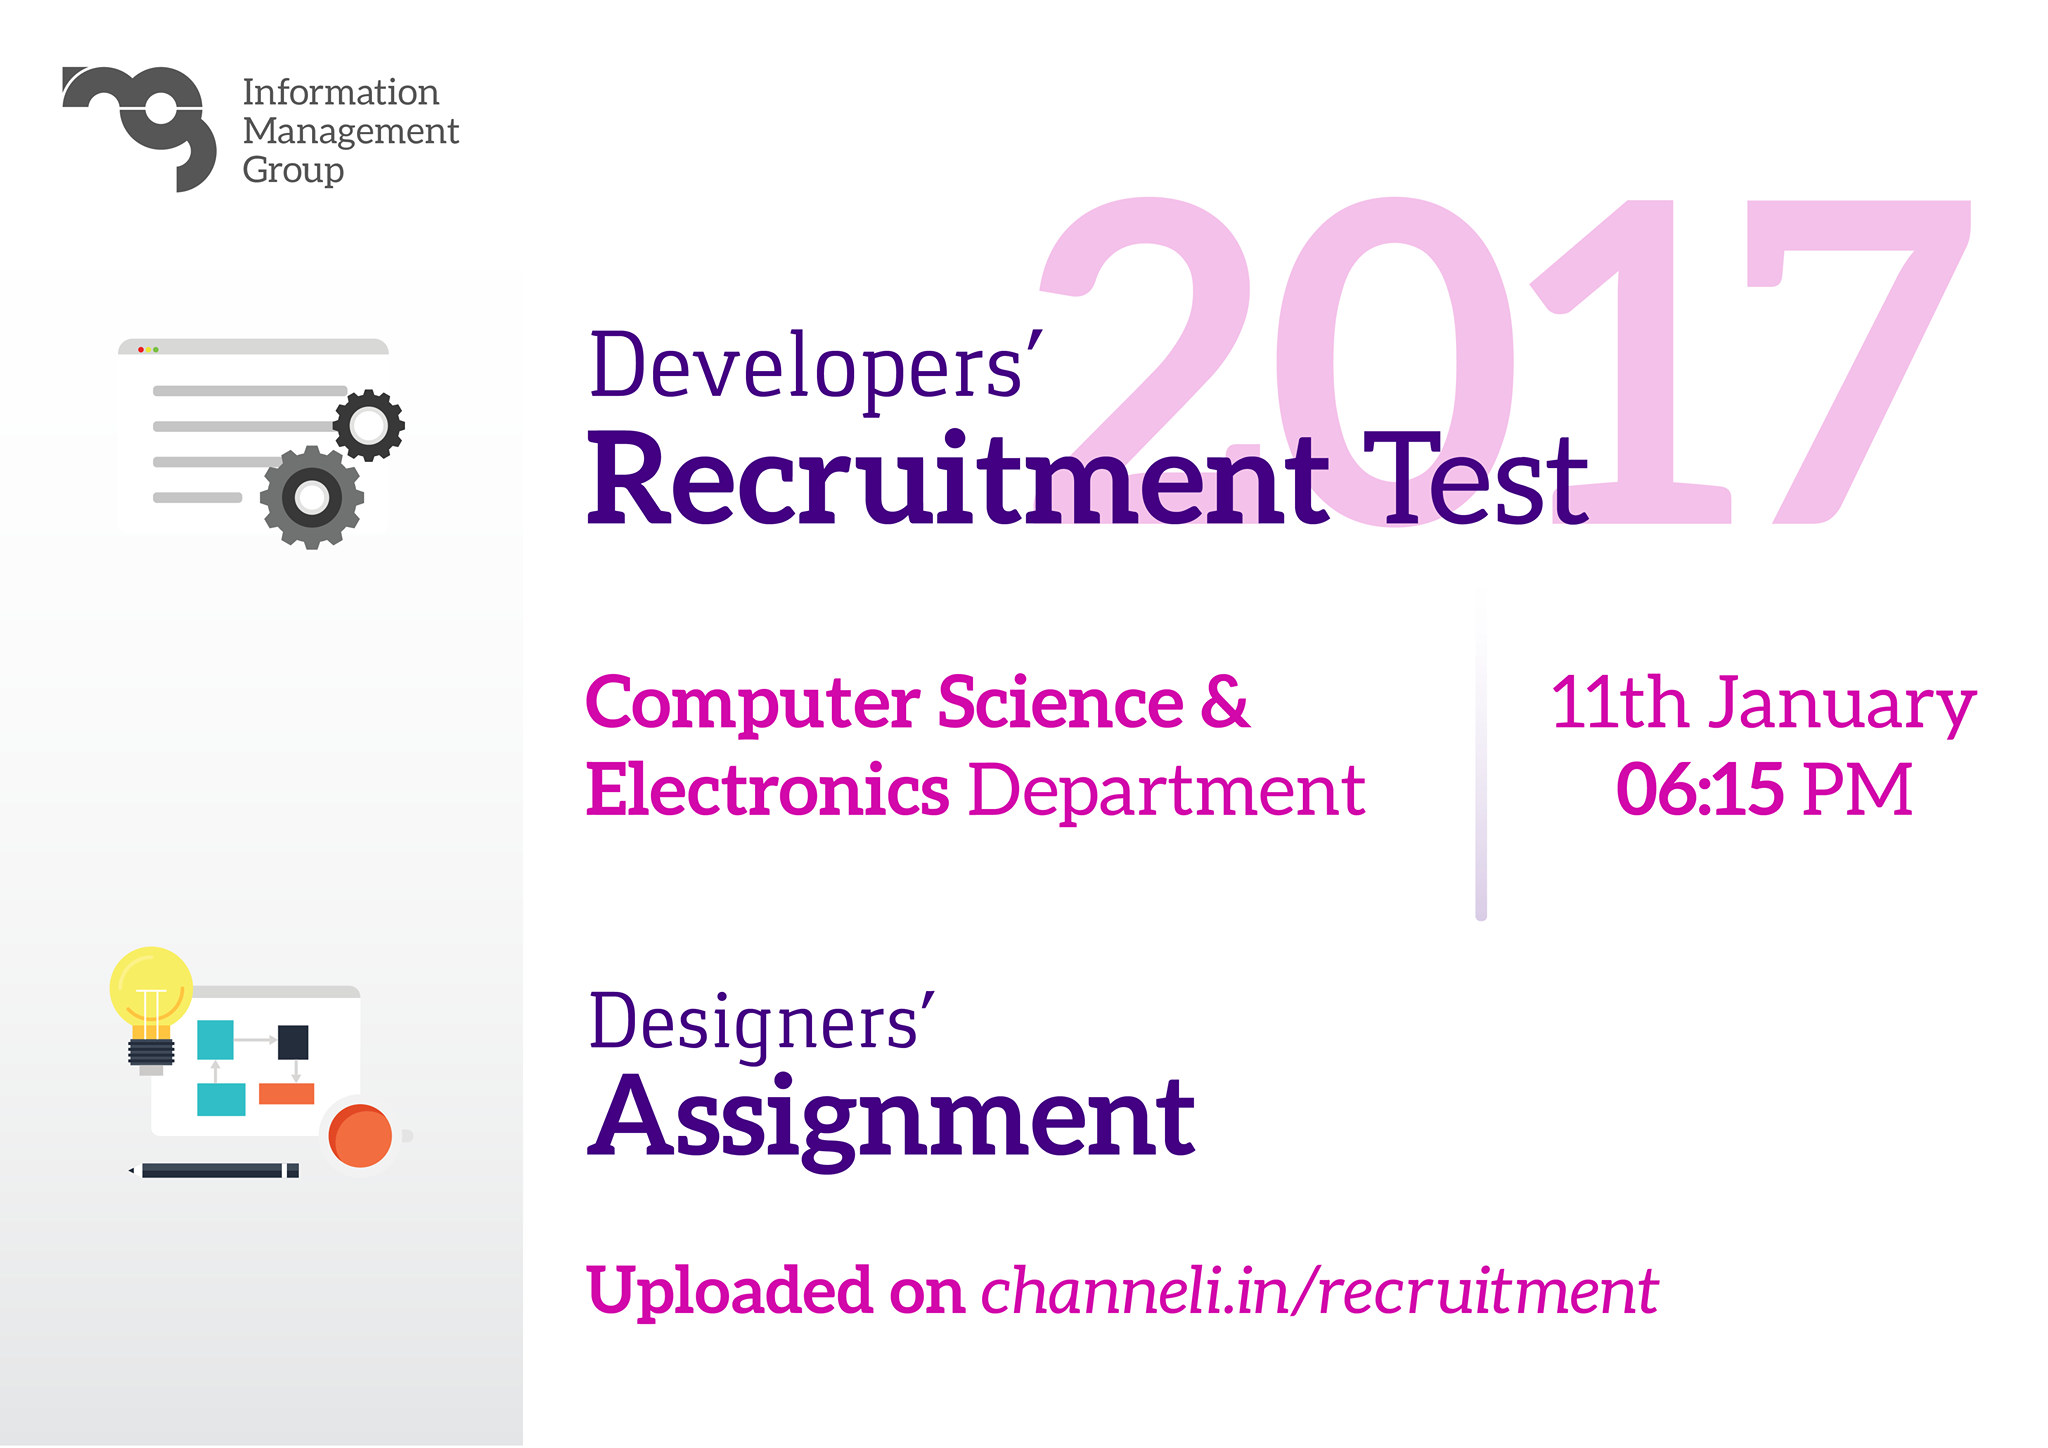 Information
Management
Group
2017
Developers’
Recruitment Test
Computer Science &
Electronics Department
11th January
06:15 PM
Designers’
Assignment
Uploaded on channeli.in/recruitment